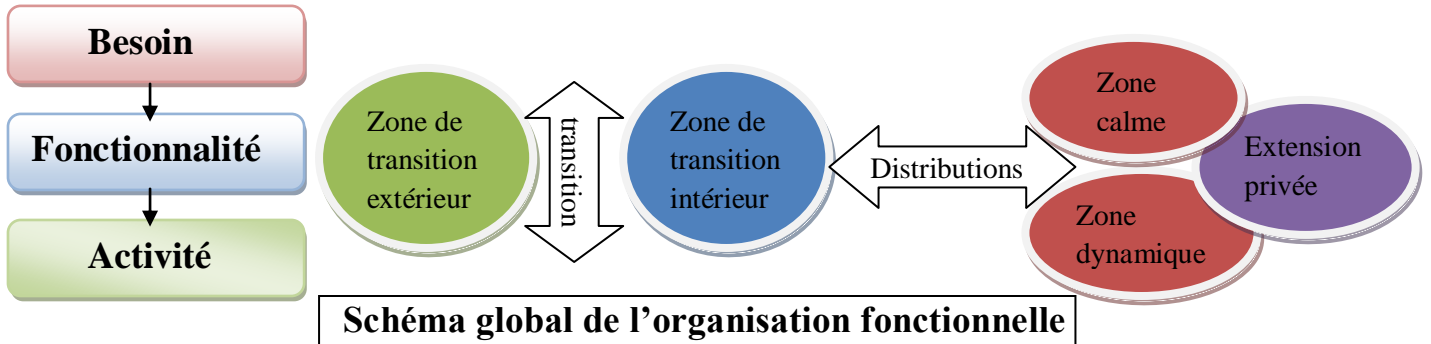 Besoin
Fonctionnalité
Activité
Zone de
transition
extérieur
transition
Zone de
transition
intérieur
Distributions
Zone
calme
Extension
privée
Zone
dynamique
Schéma global de l’organisation fonctionnelle